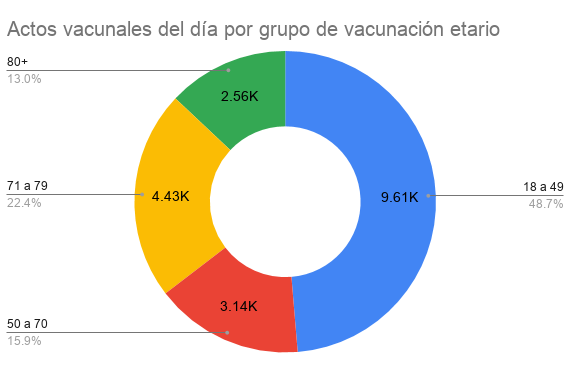 Actos vacunales del día por grupo de vacunación etario
80+
13.0%
2.56K
71 a 79
22.4%
4.43K
9.61K
18 a 49
48.7%
3.14K
50 a 70
15.9%